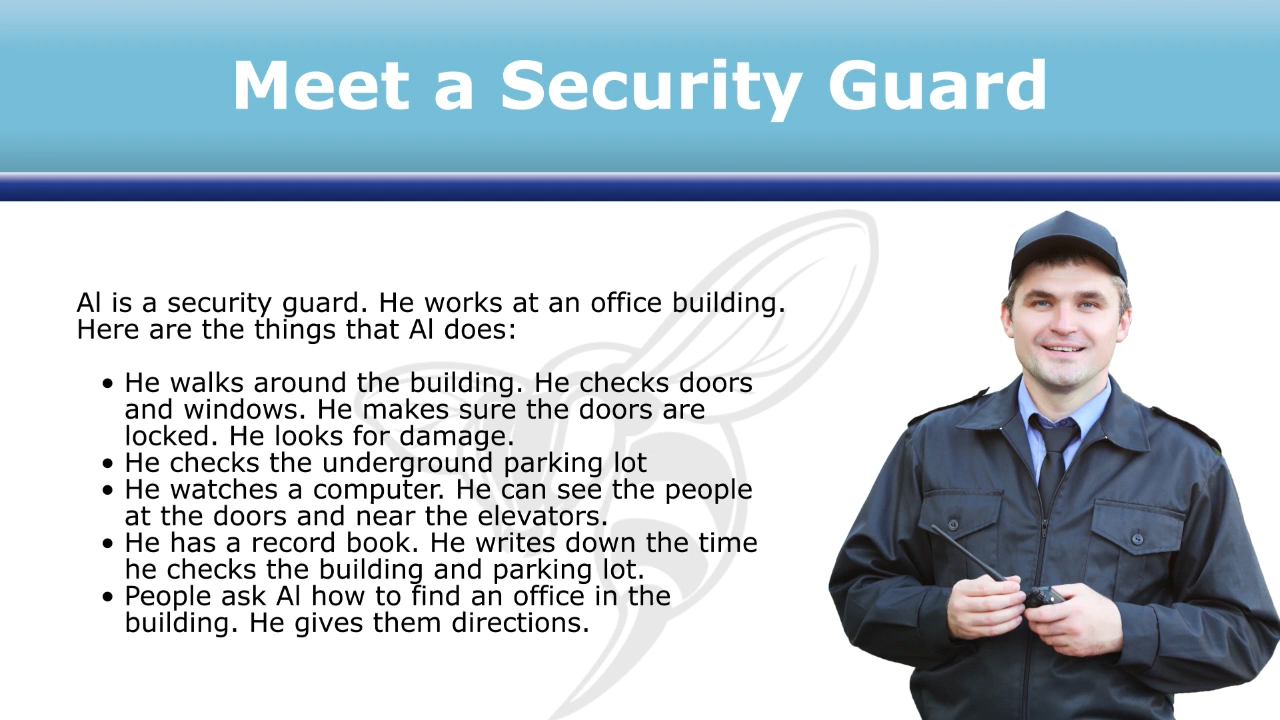 Meet a Security Guard
Al is a security guard. He works at an office building.
Here are the things that Al does:
• He walks around the building. He checks doors
and windows. He makes sure the doors are
locked. He looks for damage.
• He checks the underground parking lot
• He watches a computer. He can see the people
at the doors and near the elevators.
• He has a record book. He writes down the time
he checks the building and parking lot.
• People ask Al how to find an office in the
building. He gives them directions.